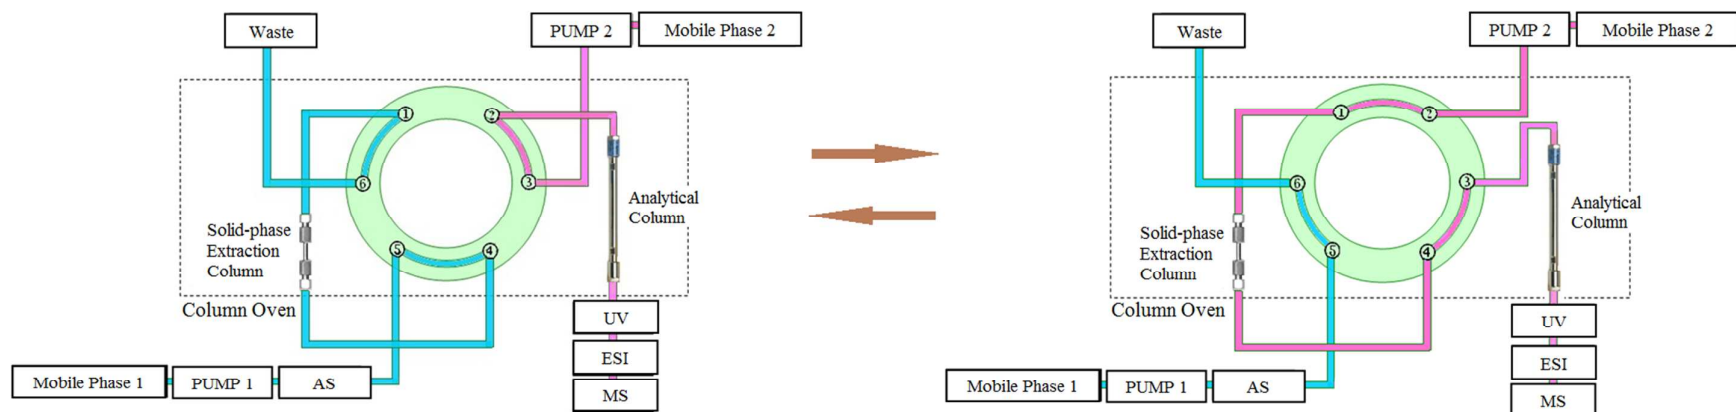 Waste
PUMP 2
Mobile Phase 2
1
2
6
3
5
4
Solid-phase
Extraction
Column
Analytical
Column
Column Oven
UV
ESI
MS
Mobile Phase 1
PUMP 1
AS
Waste
PUMP 2
Mobile Phase 2
1
2
6
3
5
4
Solid-phase
Extraction
Column
Analytical
Column
Column Oven
UV
ESI
MS
Mobile Phase 1
PUMP 1
AS